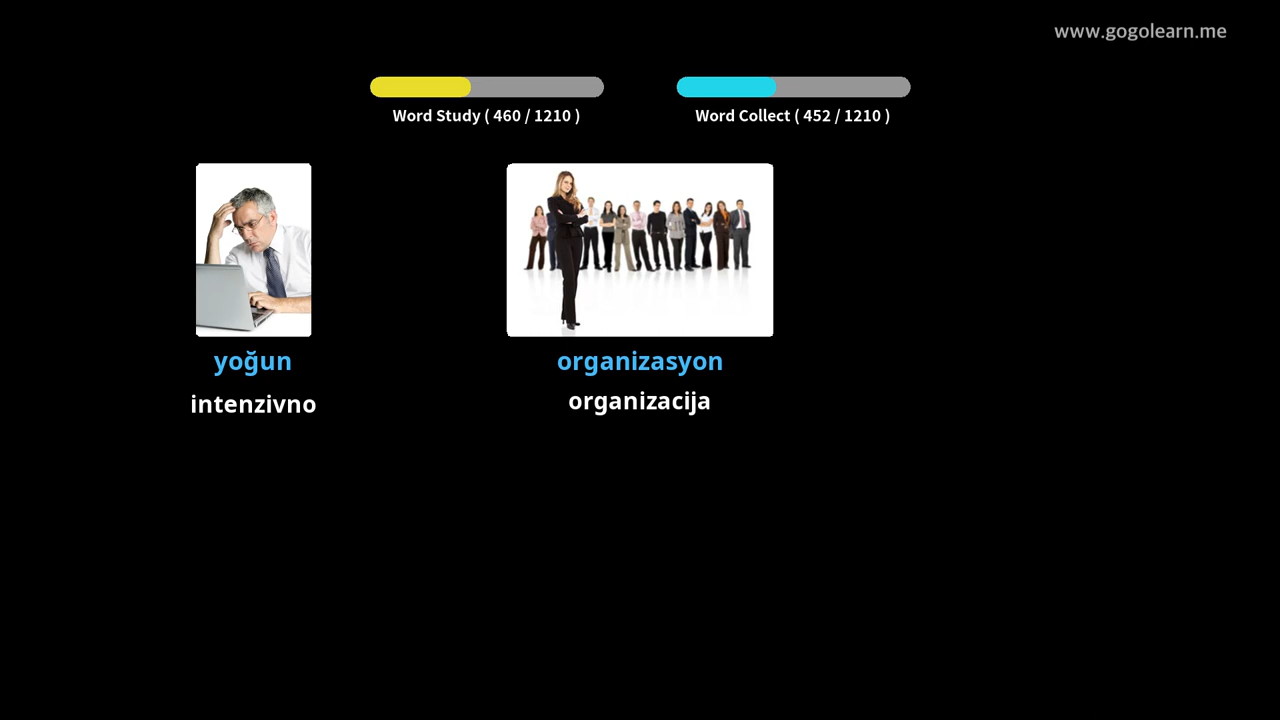 www.gogolearn.me
Word Study ( 460 / 1210 )
Word Collect ( 452 / 1210 )
yoğun
organizasyon
intenzivno
organizacija